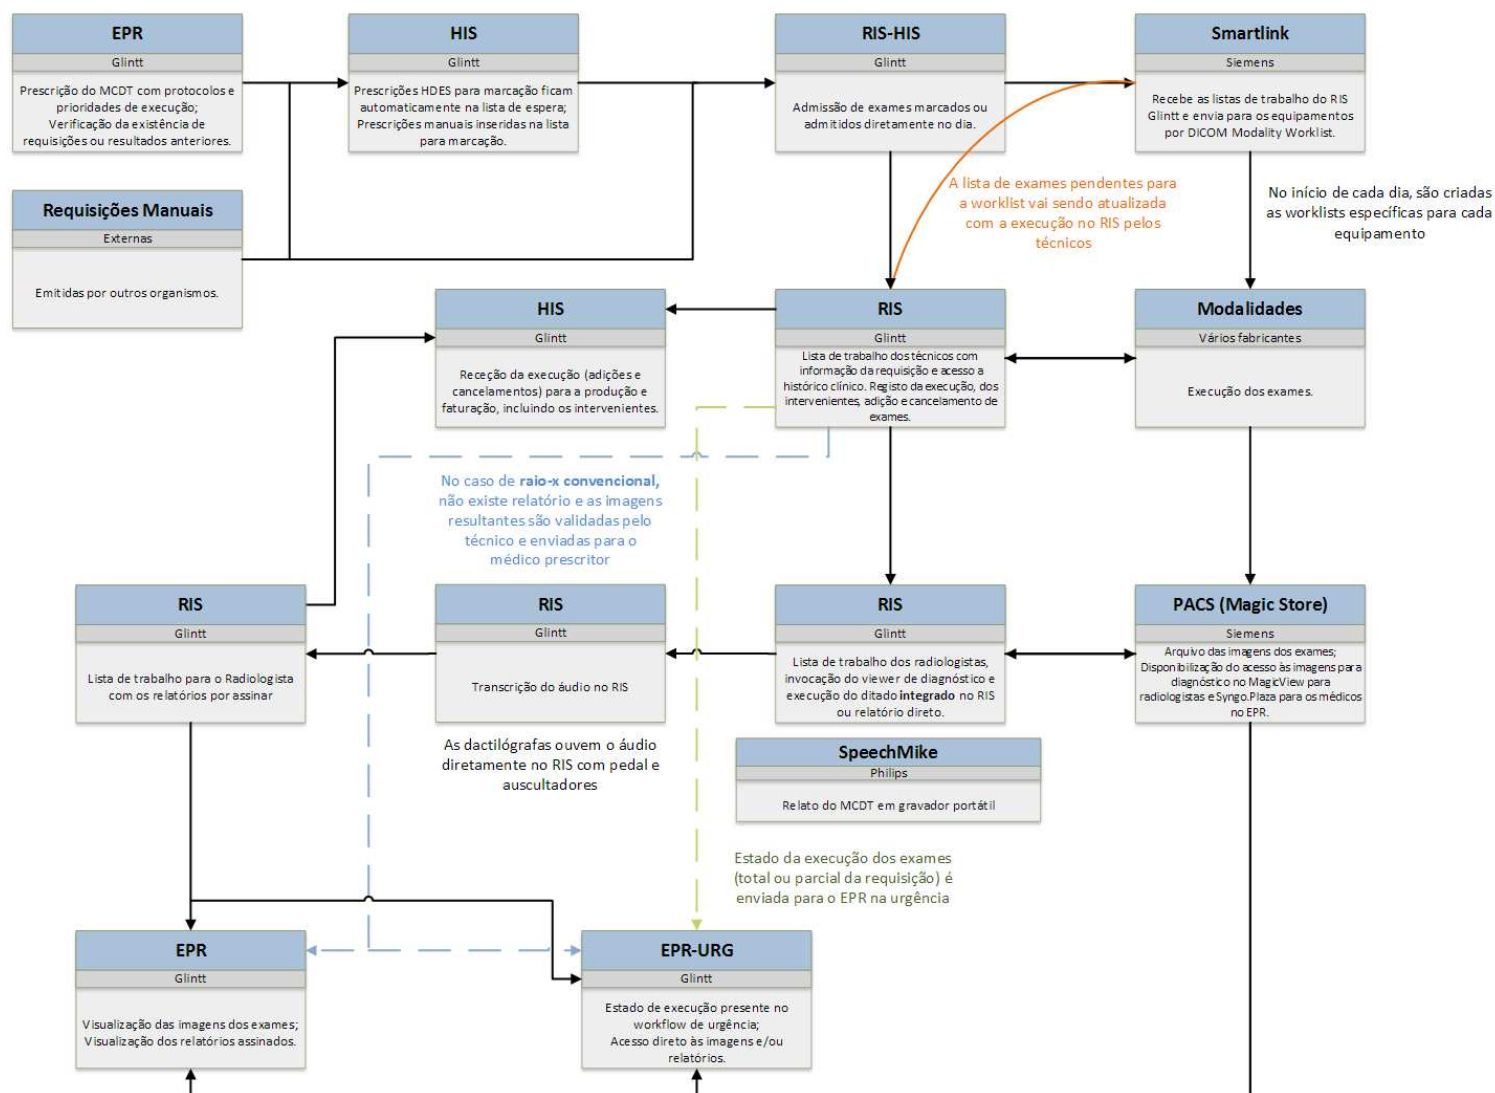 EPR
Glintt
Prescrição do MCDT com protocolos e
prioridades de execução;
Verificação da existência de
requisições ou resultados anteriores.
HIS
Glintt
Prescrições HDES para marcação ficam
automaticamente na lista de espera;
Prescrições manuais inseridas na lista
para marcação.
RIS-HIS
Glintt
Admissão de exames marcados ou
admitidos diretamente no dia.
Smartlink
Siemens
Recebe as listas de trabalho do RIS
Glintt e envia para os equipamentos
por DICOM Modality Worklist.
Requisições Manuais
Externas
Emitidas por outros organismos.
A lista de exames pendentes para
a worklist vai sendo atualizada
com a execução no RIS pelos
técnicos
No início de cada dia, são criadas
as worklists específicas para cada
equipamento
HIS
Glintt
Receção da execução (adições e
cancelamentos) para a produção e
faturação, incluindo os intervenientes.
RIS
Glintt
Lista de trabalho dos técnicos com
informação da requisição e acesso a
histórico clínico. Registo da execução, dos
intervenientes, adição e cancelamento de
exames.
Modalidades
Vários fabricantes
Execução dos exames.
No caso de raio-x convencional,
não existe relatório e as imagens
resultantes são validadas pelo
técnico e enviadas para o
médico prescritor
RIS
Glintt
Lista de trabalho para o Radiologista
com os relatórios por assinar
RIS
Glintt
Transcrição do áudio no RIS
RIS
Glintt
Lista de trabalho dos radiologistas,
invocação do viewer de diagnóstico e
execução do ditado integrado no RIS
ou relatório direto.
PACS (Magic Store)
Siemens
Arquivo das imagens dos exames;
Disponibilização do acesso às imagens para
diagnóstico no MagicView para
radiologistas e Syngo.Plaza para os médicos
no EPR.
As dactilógrafas ouvem o áudio
diretamente no RIS com pedal e
auscultadores
SpeechMike
Philips
Relato do MCDT em gravador portátil
Estado da execução dos exames
(total ou parcial da requisição) é
enviada para o EPR na urgência
EPR
Glintt
Visualização das imagens dos exames;
Visualização dos relatórios assinados.
EPR-URG
Glintt
Estado de execução presente no
workflow de urgência;
Acesso direto às imagens e/ou
relatórios.